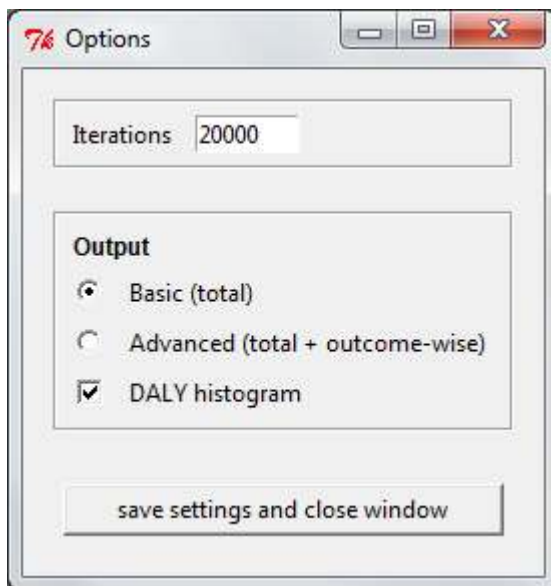 Options
Iterations 20000
Output
Basic (total)
Advanced (total + outcome-wise)
DALY histogram
save settings and close window